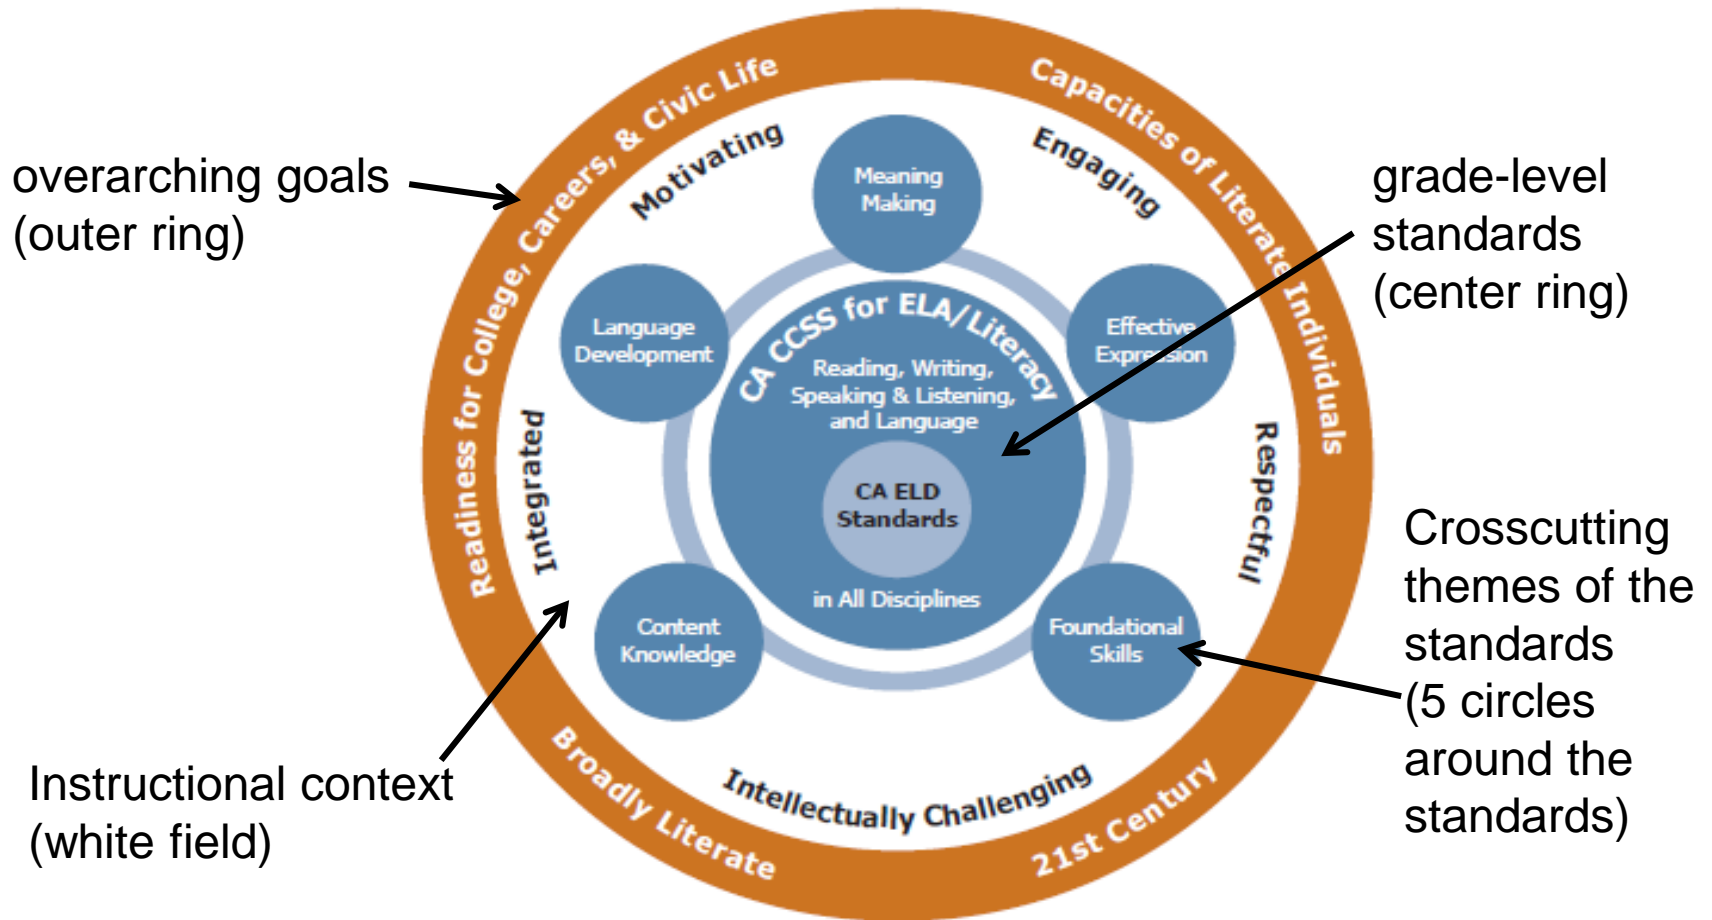 Readiness for College, Careers, & Civic Life
Capacities of Literate Individuals
Motivating
Engaging
overarching goals
(outer ring)
Meaning
Making
grade-level
standards
(center ring)
Language
Development
CA CCSS for ELA/Literacy
Reading, Writing,
Speaking & Listening,
and Language
Effective
Expression
Integrated
Respectful
CA ELD
Standards
in All Disciplines
Content
Knowledge
Foundational
Skills
Crosscutting
themes of the
standards
(5 circles
around the
standards)
Instructional context
(white field)
Intellectually Challenging
Broadly Literate
21st Century